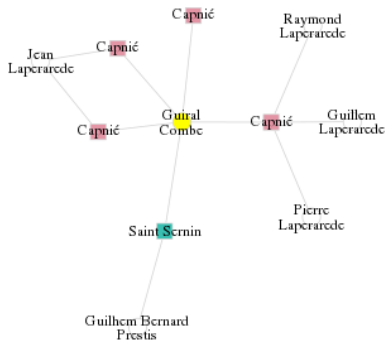 Capnié
Raymond
Laperarede
Jean
Laperarede
Capnié
Capnié
Guiral
Combe
Capnié
Guillem
Laperarede
Pierre
Laperarede
Saint Sernin
Guilhem Bernard
Prestis